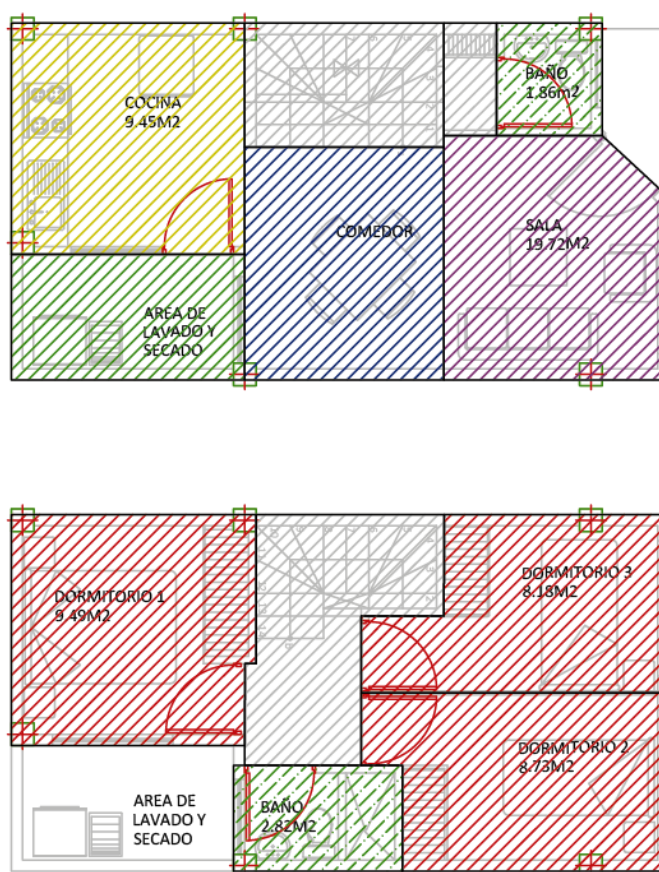 COCINA
9.45M2
BAÑO
1.86m2
COMEDOR
SALA
19.72M2
AREA DE
LAVADO Y
SECADO
DORMITORIO 1
9.49M2
DORMITORIO 3
8.18M2
DORMITORIO 2
8.73M2
AREA DE
LAVADO Y
SECADO
BAÑO
2.82M2